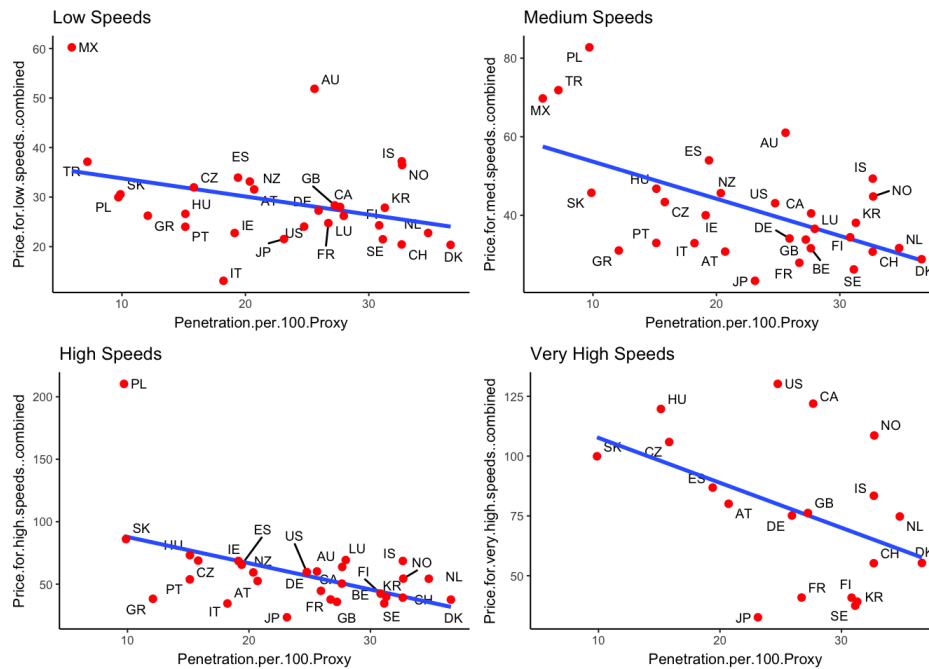 Low Speeds
Price.for.low.speeds..combined
60
50
40
30
20
MX
AU
TR
ES
IS
SK
CZ
NZ
GB
CA
NO
PL
AT
DE
KR
HU
FI
GR
IE
NL
PT
US
LU
JP
FR
SE
CH
DK
IT
10
20
30
Penetration.per.100.Proxy
Medium Speeds
Price.for.med.speeds..combined
80
60
40
PL
TR
MX
AU
ES
IS
HU
NZ
SK
US
CA
NO
CZ
LU
KR
PT
IE
DE
FI
NL
IT
GR
AT
GB
BE
CH
DK
JP
FR
SE
10
20
30
Penetration.per.100.Proxy
High Speeds
Price.for.high.speeds..combined
200
150
100
50
PL
SK
HU
IE
ES
US
AU
LU
IS
NO
CZ
NZ
FI
NL
PT
DE
CA
KR
GR
IT
AT
FR
BE
CH
JP
GB
SE
DK
10
20
30
Penetration.per.100.Proxy
Very High Speeds
Price.for.very.high.speeds..combined
125
100
75
50
US
HU
CA
NO
SK
CZ
ES
IS
AT
GB
DE
NL
CH
DK
FR
FI
KR
JP
SE
10
20
30
Penetration.per.100.Proxy